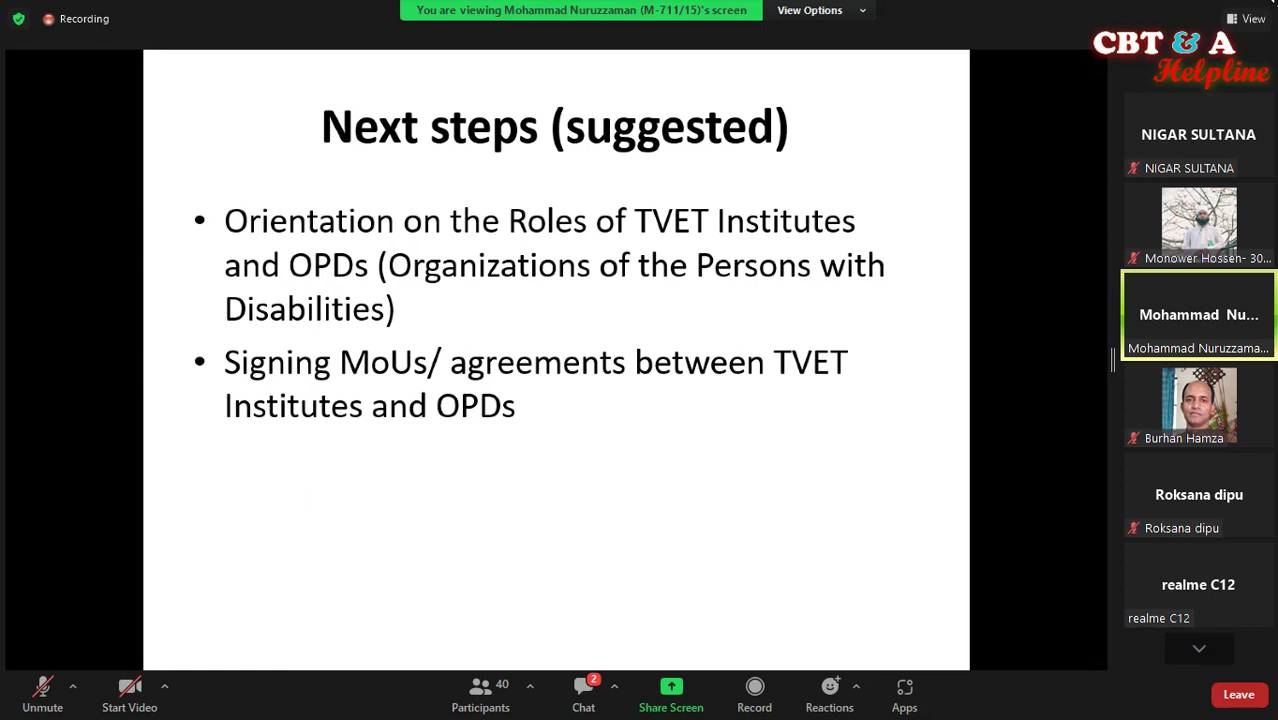 Recording
You are viewing Mohammad Nuruzzaman (M-711/15)'s screen
View Options
View
CBT & A
Helpline
Next steps (suggested)
• Orientation on the Roles of TVET Institutes
and OPDs (Organizations of the Persons with
Disabilities)
• Signing MoUs/ agreements between TVET
Institutes and OPDs
NIGAR SULTANA
NIGAR SULTANA
Monower Hossen- 30...
Mohammad Nu...
Mohammad Nuruzzama...
Burhan Hamza
Roksana dipu
Roksana dipu
realme C12
realme C12
Unmute
Start Video
40
Participants
2
Chat
Share Screen
Record
Reactions
Apps
Leave